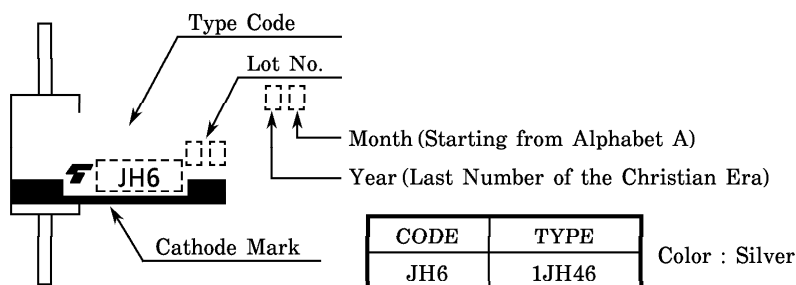 Type Code
Lot No.
Month (Starting from Alphabet A)
JH6
Year (Last Number of the Christian Era)
Cathode Mark
CODE TYPE
Color : Silver
JH6 1JH46